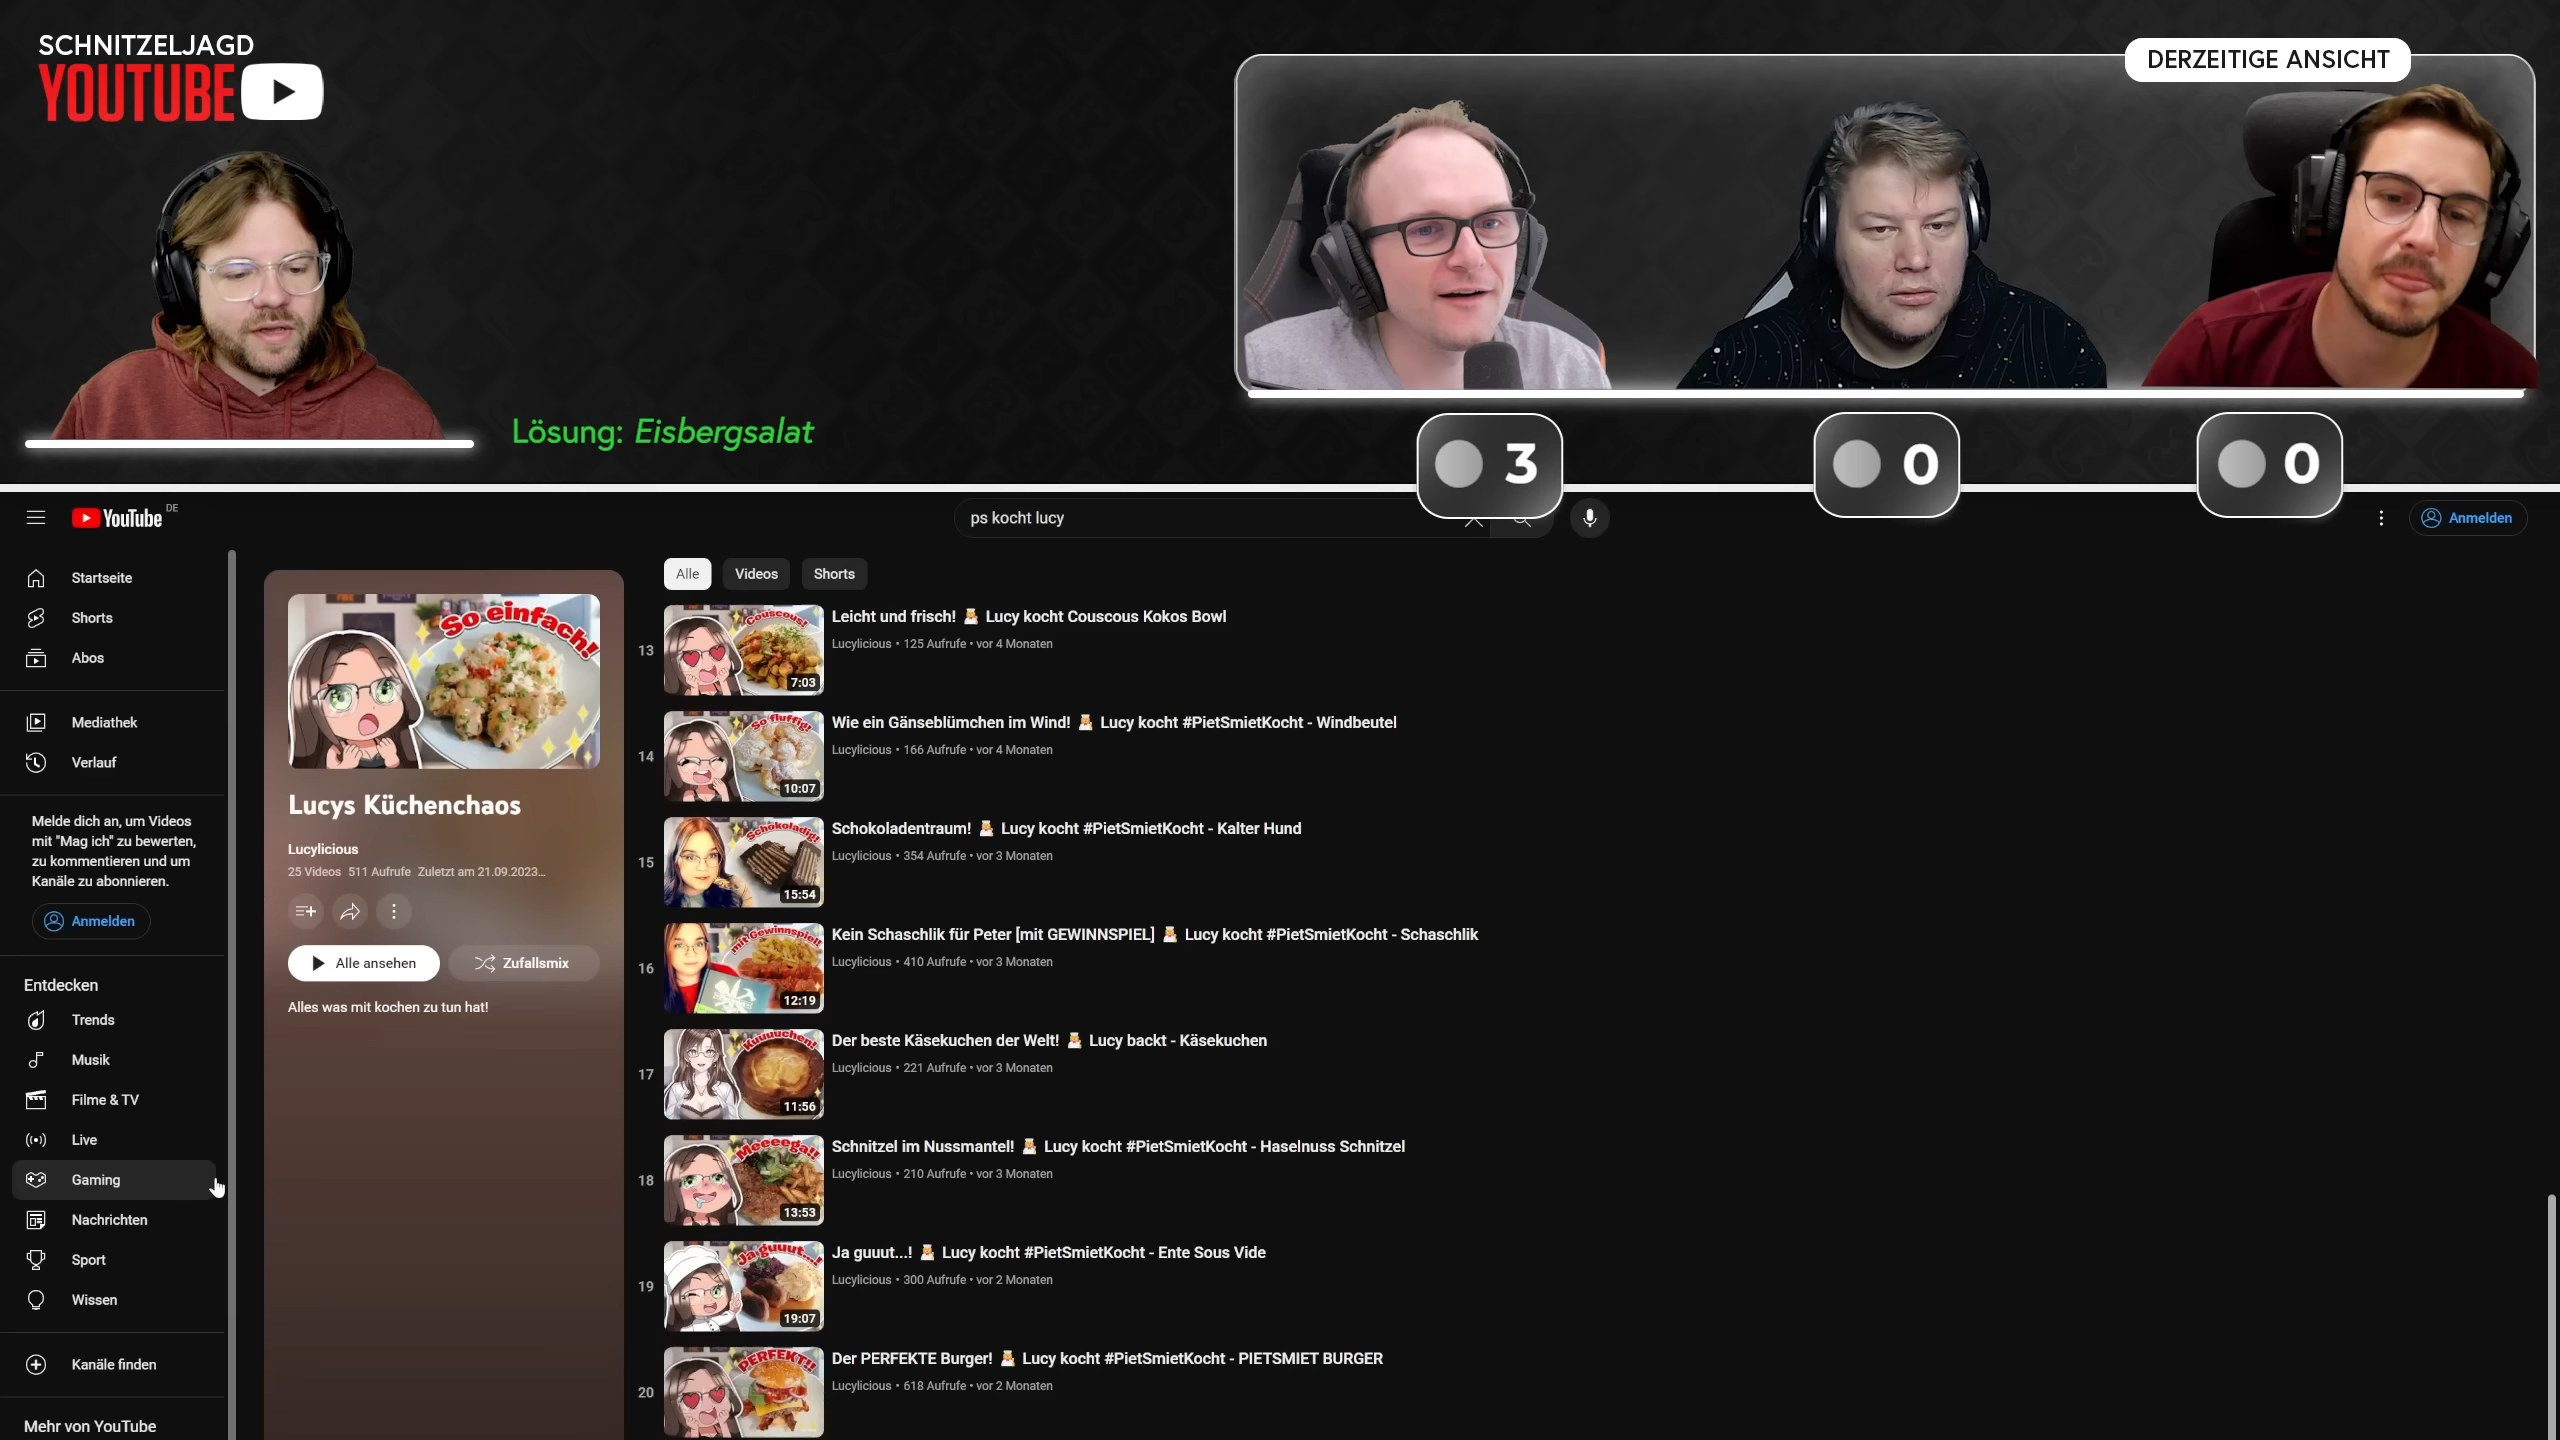 SCHNITZELJAGD
YOUTUBE
DERZEITIGE ANSICHT
Lösung: Eisbergsalat
3
0
0
YouTube DE
ps kocht lucy
Anmelden
Startseite
Shorts
Abos
Mediathek
Verlauf
Melde dich an, um Videos
mit "Mag ich" zu bewerten,
zu kommentieren und um
Kanäle zu abonnieren.
Anmelden
Entdecken
Trends
Musik
Filme & TV
Live
Gaming
Nachrichten
Sport
Wissen
Kanäle finden
Mehr von YouTube
So einfach!
Lucys Küchenchaos
Lucylicious
25 Videos 511 Aufrufe Zuletzt am 21.09.2023...
Alle ansehen
Zufallsmix
Alles was mit kochen zu tun hat!
Alle
Videos
Shorts
13
Couscous!
7:03
Leicht und frisch! Lucy kocht Couscous Kokos Bowl
Lucylicious • 125 Aufrufe • vor 4 Monaten
14
So fluffig!
10:07
Wie ein Gänseblümchen im Wind! Lucy kocht #PietSmietKocht - Windbeutel
Lucylicious • 166 Aufrufe • vor 4 Monaten
15
Schokoladig!
15:54
Schokoladentraum! Lucy kocht #PietSmietKocht - Kalter Hund
Lucylicious • 354 Aufrufe • vor 3 Monaten
16
mit Gewinnspiel!
12:19
Kein Schaschlik für Peter [mit GEWINNSPIEL] Lucy kocht #PietSmietKocht - Schaschlik
Lucylicious • 410 Aufrufe • vor 3 Monaten
17
Kuuuuchen!
11:56
Der beste Käsekuchen der Welt! Lucy backt - Käsekuchen
Lucylicious • 221 Aufrufe • vor 3 Monaten
18
Meeeega!!
13:53
Schnitzel im Nussmantel! Lucy kocht #PietSmietKocht - Haselnuss Schnitzel
Lucylicious • 210 Aufrufe • vor 3 Monaten
19
Ja guuut...!
19:07
Ja guuut...! Lucy kocht #PietSmietKocht - Ente Sous Vide
Lucylicious • 300 Aufrufe • vor 2 Monaten
20
PERFEKT!!
Der PERFEKTE Burger! Lucy kocht #PietSmietKocht - PIETSMIET BURGER
Lucylicious • 618 Aufrufe • vor 2 Monaten